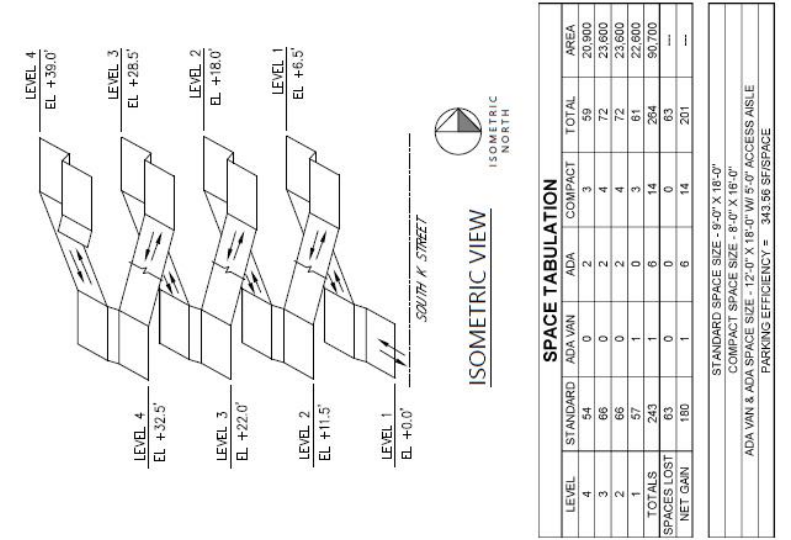 LEVEL 4
EL +39.0'
LEVEL 3
EL +28.5'
LEVEL 2
EL +18.0'
LEVEL 1
EL +6.5'
LEVEL 4
EL +32.5'
LEVEL 3
EL +22.0'
LEVEL 2
EL +11.5'
LEVEL 1
EL +0.0'
SOUTH K STREET
ISOMETRIC
NORTH
ISOMETRIC VIEW
SPACE TABULATION
LEVEL STANDARD ADA VAN ADA COMPACT TOTAL AREA
4 54 0 2 3 59 20,900
3 66 0 2 4 72 23,600
2 66 0 2 4 72 23,600
1 57 1 0 3 61 22,600
TOTALS 243 1 6 14 264 90,700
SPACES LOST 63 0 0 0 63 ---
NET GAIN 180 1 6 14 201 ---
STANDARD SPACE SIZE - 9'-0" X 18'-0"
COMPACT SPACE SIZE - 8'-0" X 16'-0"
ADA VAN & ADA SPACE SIZE - 12'-0" X 18'-0" W/ 5'-0" ACCESS AISLE
PARKING EFFICIENCY = 343.56 SF/SPACE